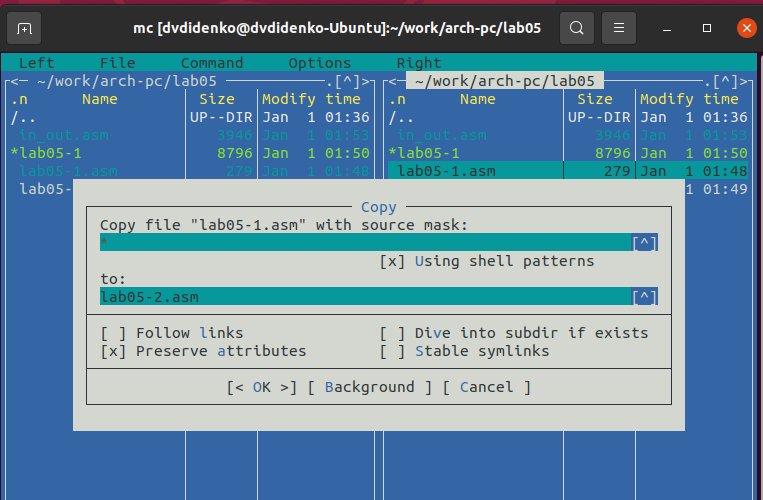 mc [dvdidenko@dvdidenko-Ubuntu]:~/work/arch-pc/lab05
Left File Command Options Right
<— ~/work/arch-pc/lab05 .[^]> <— ~/work/arch-pc/lab05 .[^]>
.n Name Size Modify time .n Name Size Modify time
/.. UP--DIR Jan 1 01:36 /.. UP--DIR Jan 1 01:36
in_out.asm 3946 Jan 1 01:53 in_out.asm 3946 Jan 1 01:53
*lab05-1 8796 Jan 1 01:50 *lab05-1 8796 Jan 1 01:50
lab05-1.asm 279 Jan 1 01:48 lab05-1.asm 279 Jan 1 01:48
lab05- 1 01:49
Copy
Copy file "lab05-1.asm" with source mask:
* [^]
[x] Using shell patterns
to:
lab05-2.asm [^]
[ ] Follow links [ ] Dive into subdir if exists
[x] Preserve attributes [ ] Stable symlinks
[< OK >] [ Background ] [ Cancel ]